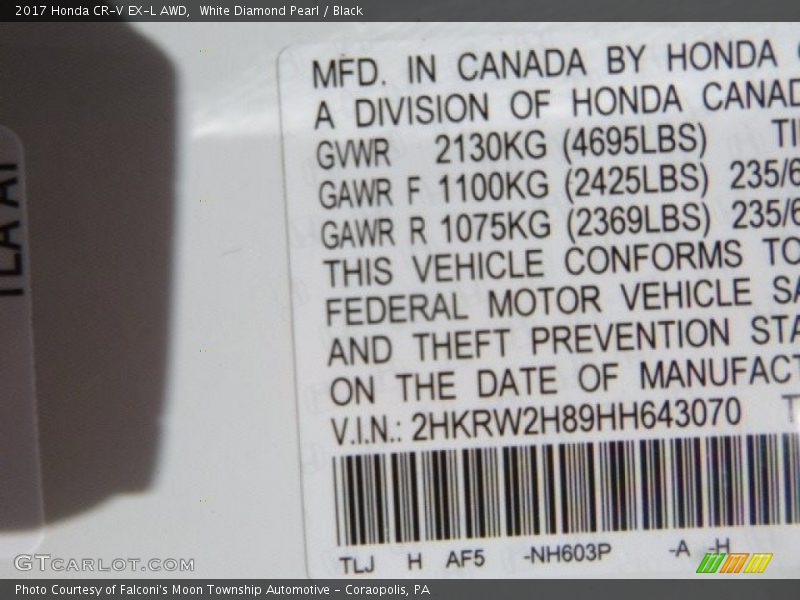 2017 Honda CR-V EX-L AWD,  White Diamond Pearl / Black
MFD. IN CANADA BY HONDA
A DIVISION OF HONDA CANAD
GVWR 2130KG (4695LBS) TI
GAWR F 1100KG (2425LBS) 235/6
GAWR R 1075KG (2369LBS) 235/6
THIS VEHICLE CONFORMS TO
FEDERAL MOTOR VEHICLE SA
AND THEFT PREVENTION STA
ON THE DATE OF MANUFACT
V.I.N.: 2HKRW2H89HH643070 T
TLJ H AF5 -NH603P -A -H
GTCARLOT.COM
Photo Courtesy of Falconi's Moon Township Automotive - Coraopolis, PA